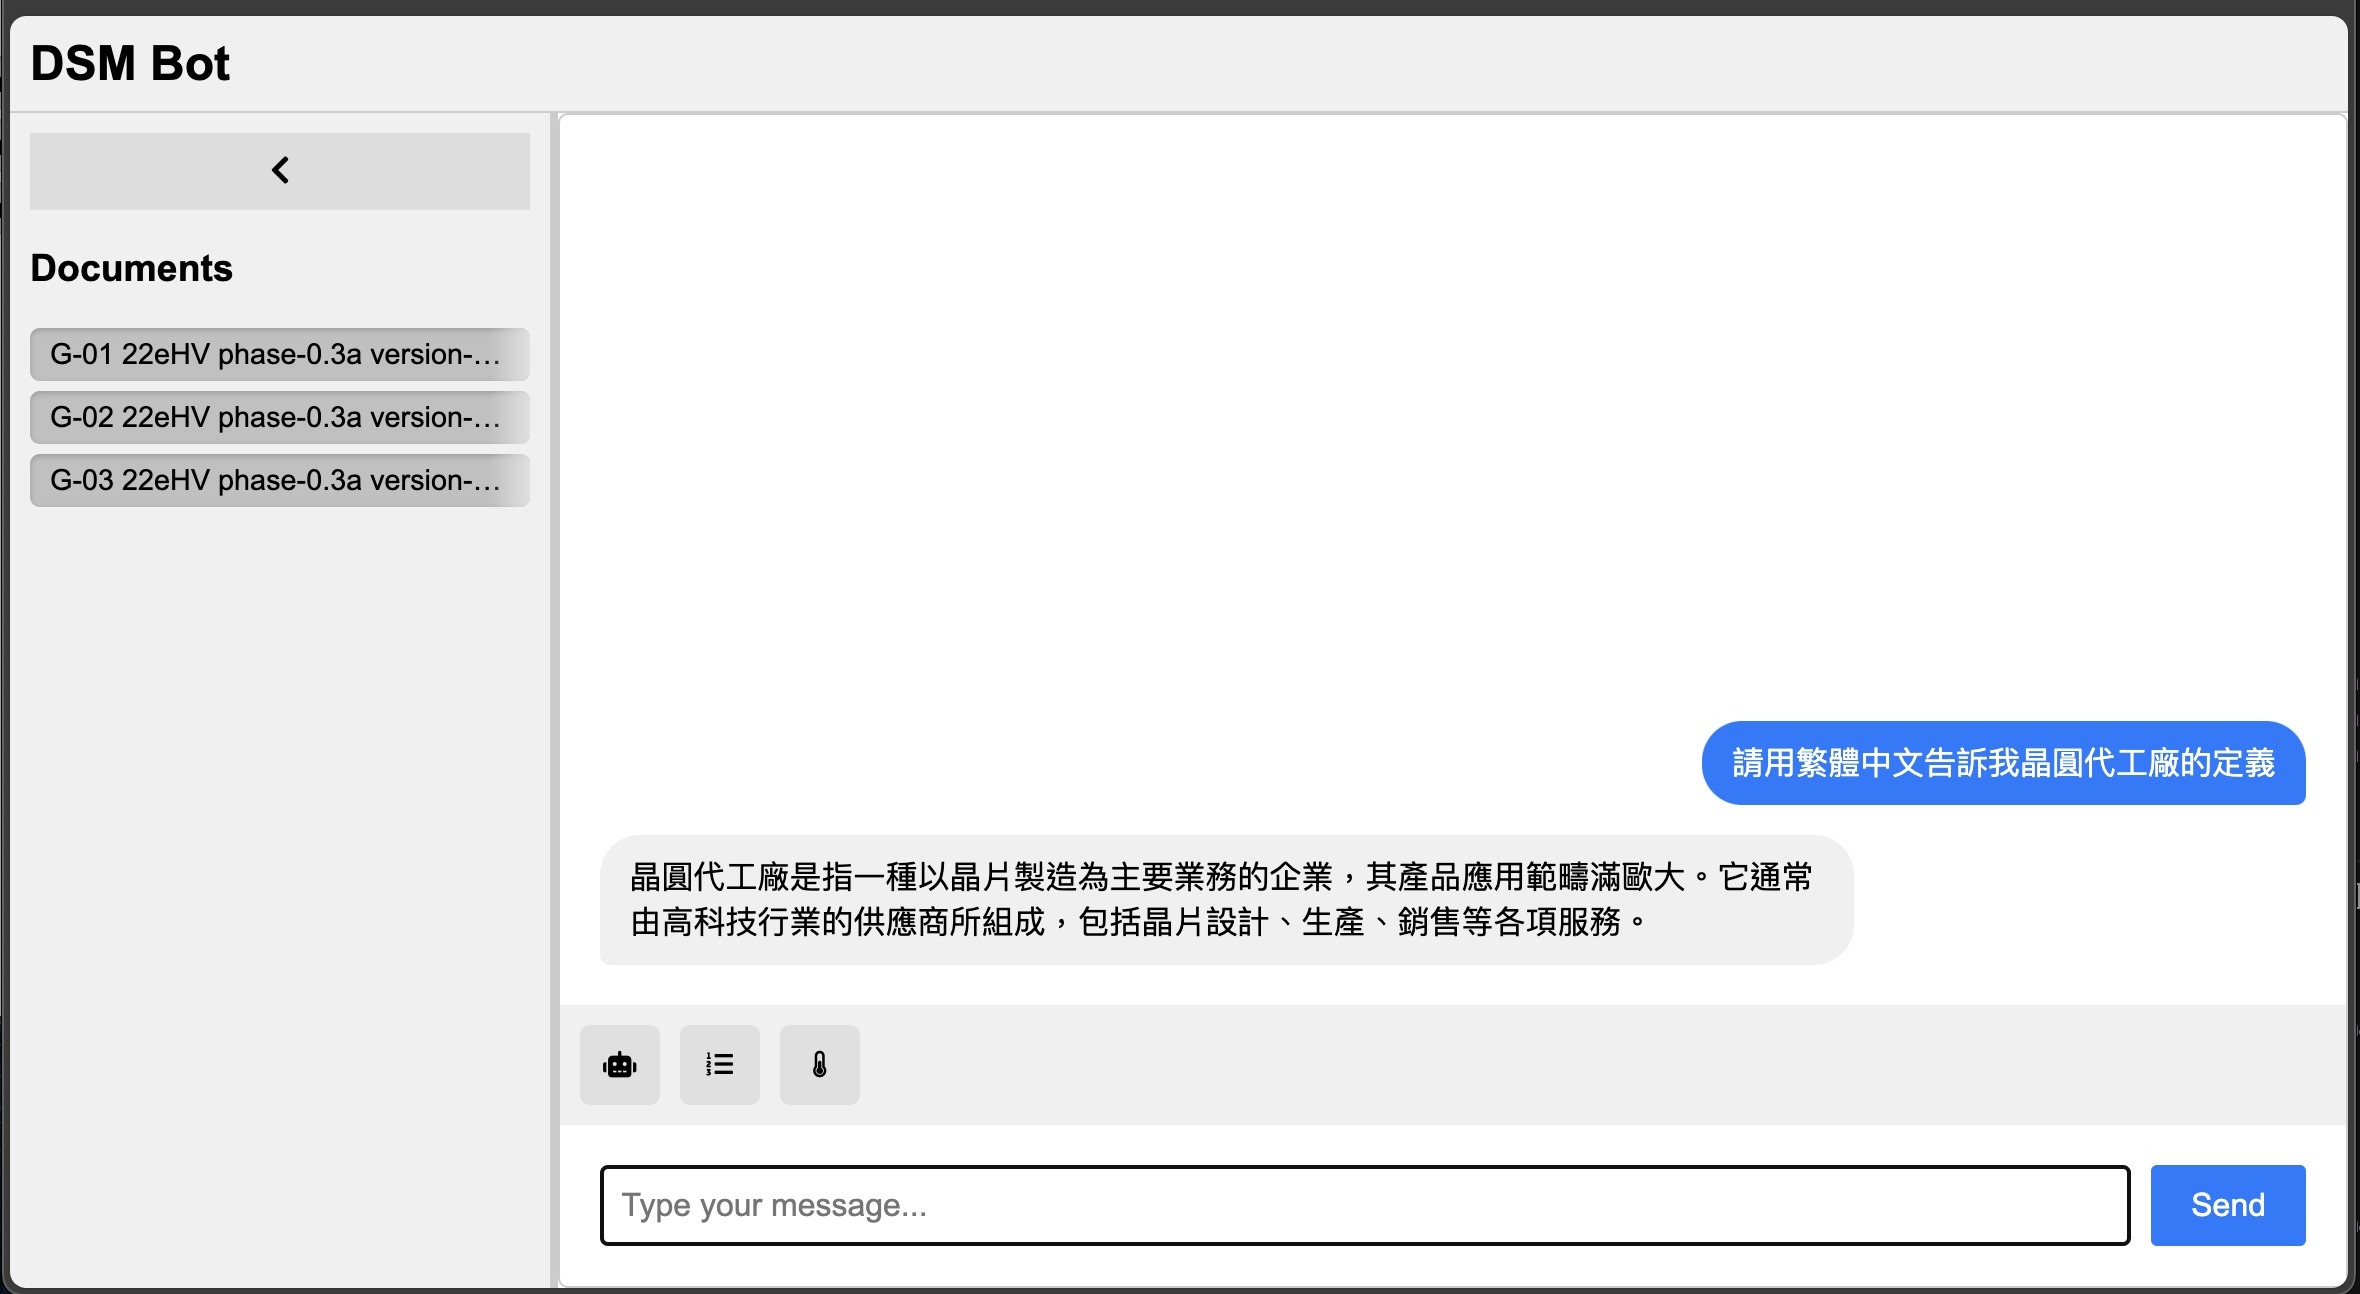 DSM Bot
Documents
G-01 22eHV phase-0.3a version-...
G-02 22eHV phase-0.3a version-...
G-03 22eHV phase-0.3a version-...
請用繁體中文告訴我晶圓代工廠的定義
晶圓代工廠是指一種以晶片製造為主要業務的企業，其產品應用範疇滿歐大。它通常
由高科技行業的供應商所組成，包括晶片設計、生產、銷售等各項服務。
Type your message...
Send